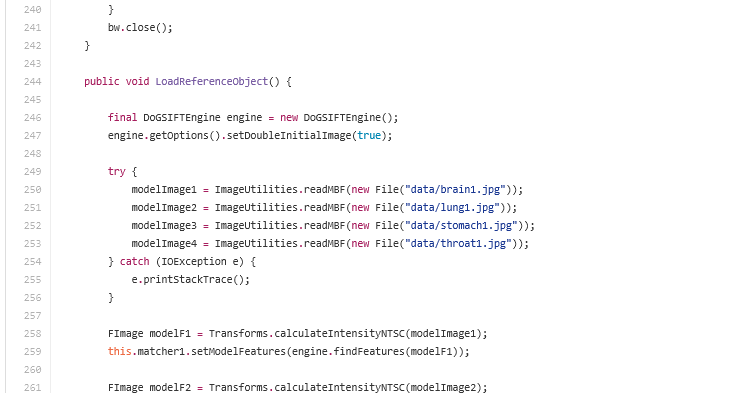 240 }
241 bw.close();
242 }
243
244 public void LoadReferenceObject() {
245
246 final DoGSIFTEngine engine = new DoGSIFTEngine();
247 engine.getOptions().setDoubleInitialImage(true);
248
249 try {
250 modelImage1 = ImageUtilities.readMBF(new File("data/brain1.jpg"));
251 modelImage2 = ImageUtilities.readMBF(new File("data/lung1.jpg"));
252 modelImage3 = ImageUtilities.readMBF(new File("data/stomach1.jpg"));
253 modelImage4 = ImageUtilities.readMBF(new File("data/throat1.jpg"));
254 } catch (IOException e) {
255 e.printStackTrace();
256 }
257
258 FImage modelF1 = Transforms.calculateIntensityNTSC(modelImage1);
259 this.matcher1.setModelFeatures(engine.findFeatures(modelF1));
260
261 FImage modelF2 = Transforms.calculateIntensityNTSC(modelImage2);